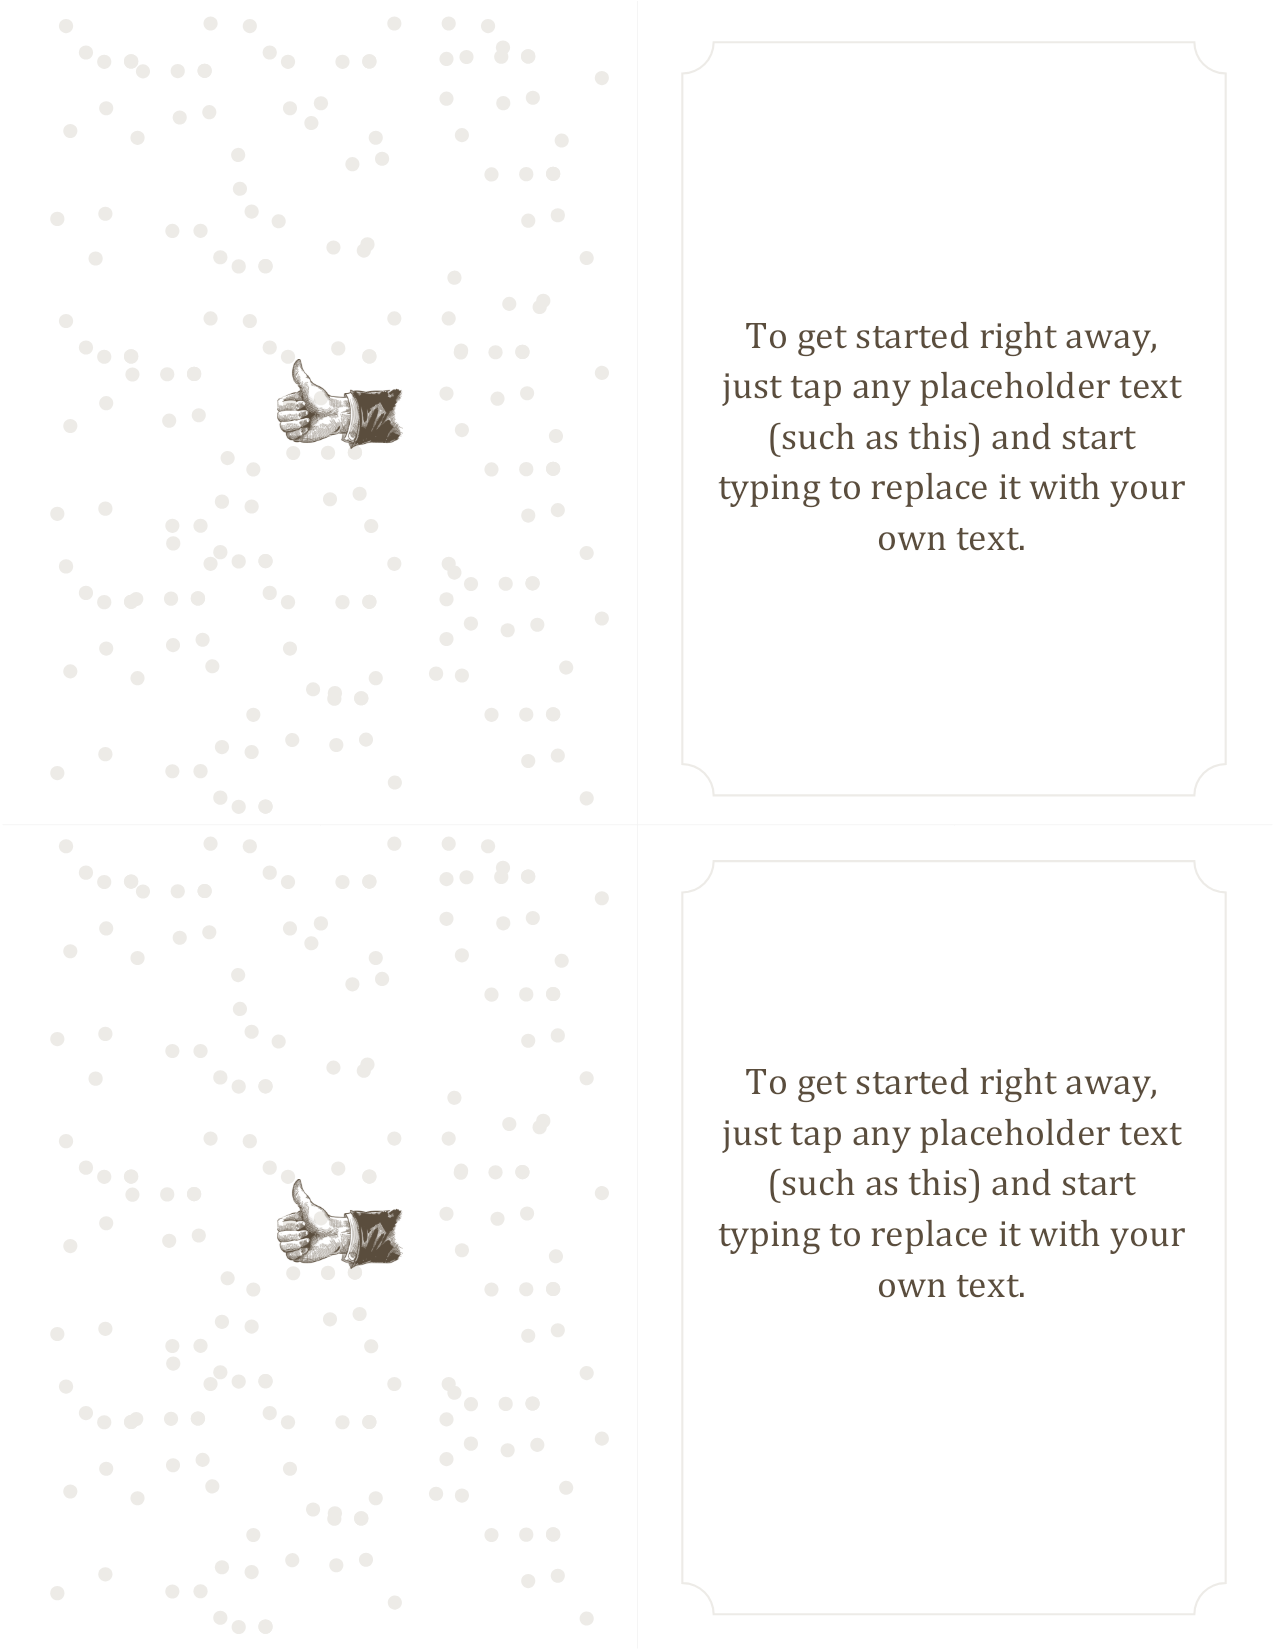 To get started right away,
just tap any placeholder text
(such as this) and start
typing to replace it with your
own text.
To get started right away,
just tap any placeholder text
(such as this) and start
typing to replace it with your
own text.